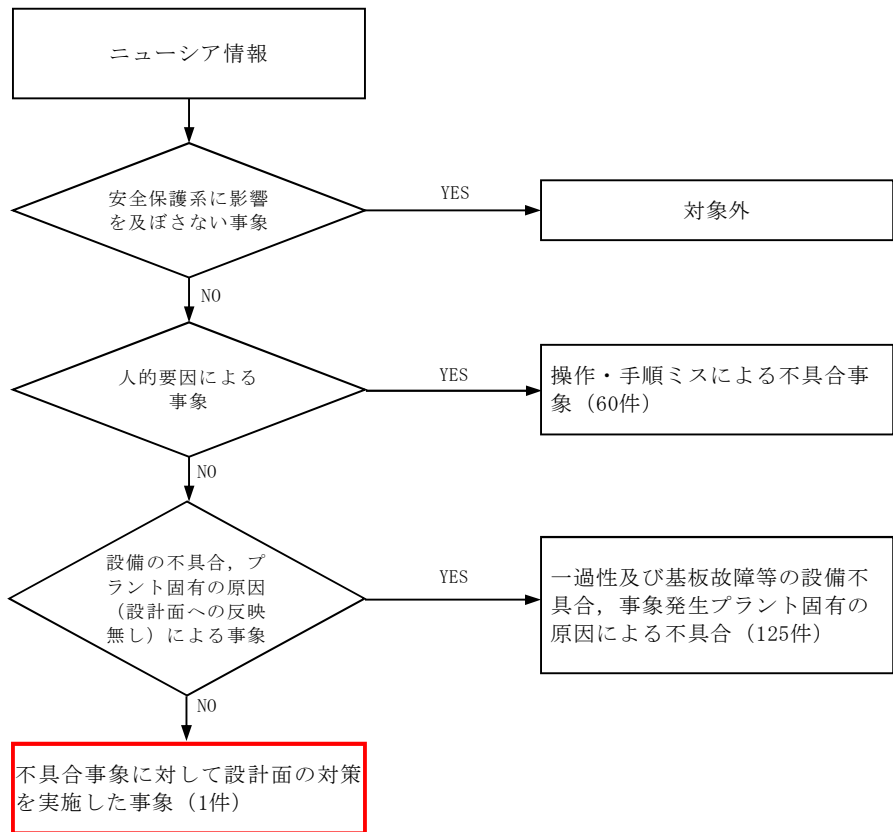 ニューシア情報
安全保護系に影響
を及ぼさない事象
YES
対象外
NO
人的要因による
事象
YES
操作・手順ミスによる不具合事
象（60件）
NO
設備の不具合，プ
ラント固有の原因
（設計面への反映
無し）による事象
YES
一過性及び基板故障等の設備不
具合，事象発生プラント固有の
原因による不具合（125件）
NO
不具合事象に対して設計面の対策
を実施した事象（1件）